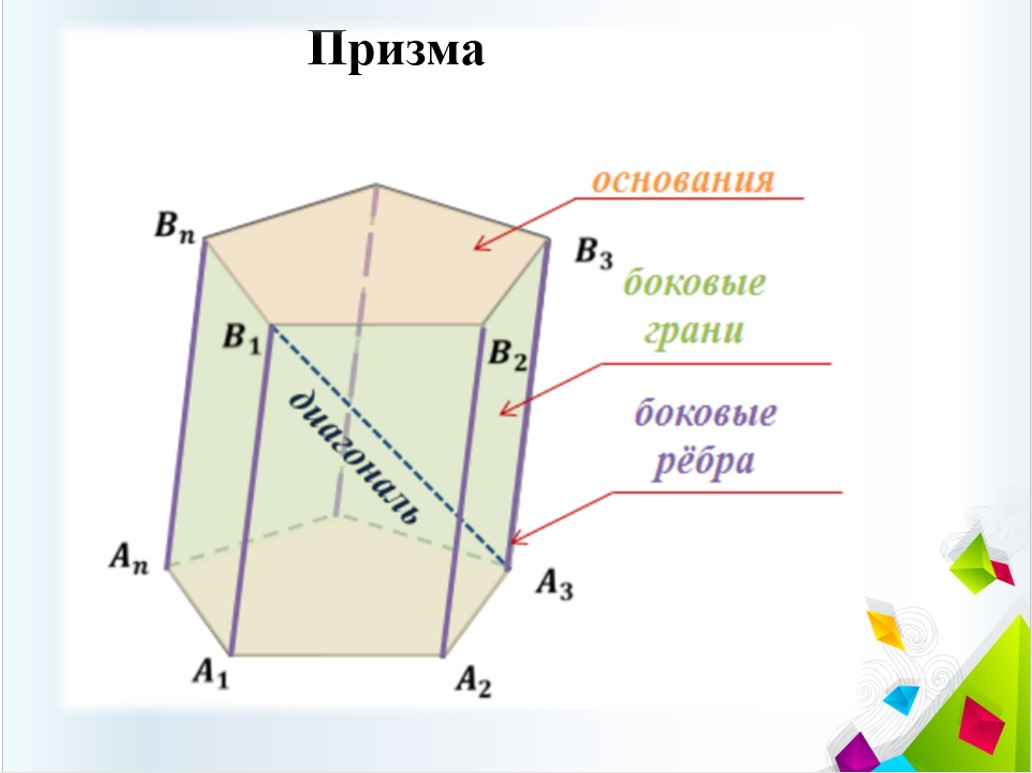 Призма
основания
Bₙ
B₃
боковые
грани
B₁
B₂
диагональ
боковые
рёбра
Aₙ
A₃
A₁
A₂